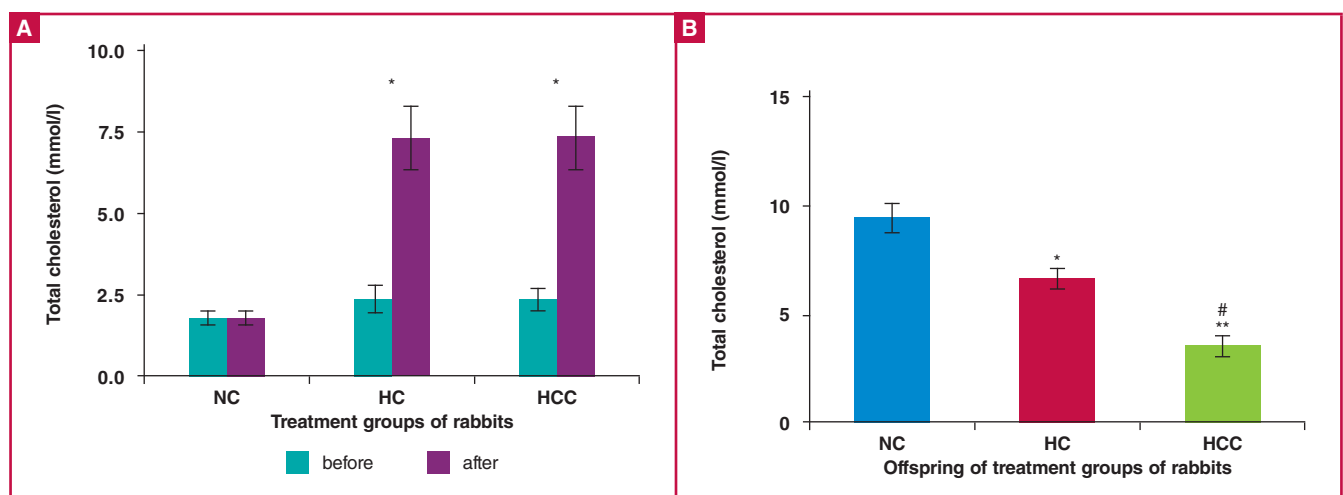 A
Total cholesterol (mmol/l)
10.0
7.5
5.0
2.5
0.0
*
*
NC
HC
HCC
Treatment groups of rabbits
before
after
B
Total cholesterol (mmol/l)
15
10
5
0
*
#
**
NC
HC
HCC
Offspring of treatment groups of rabbits